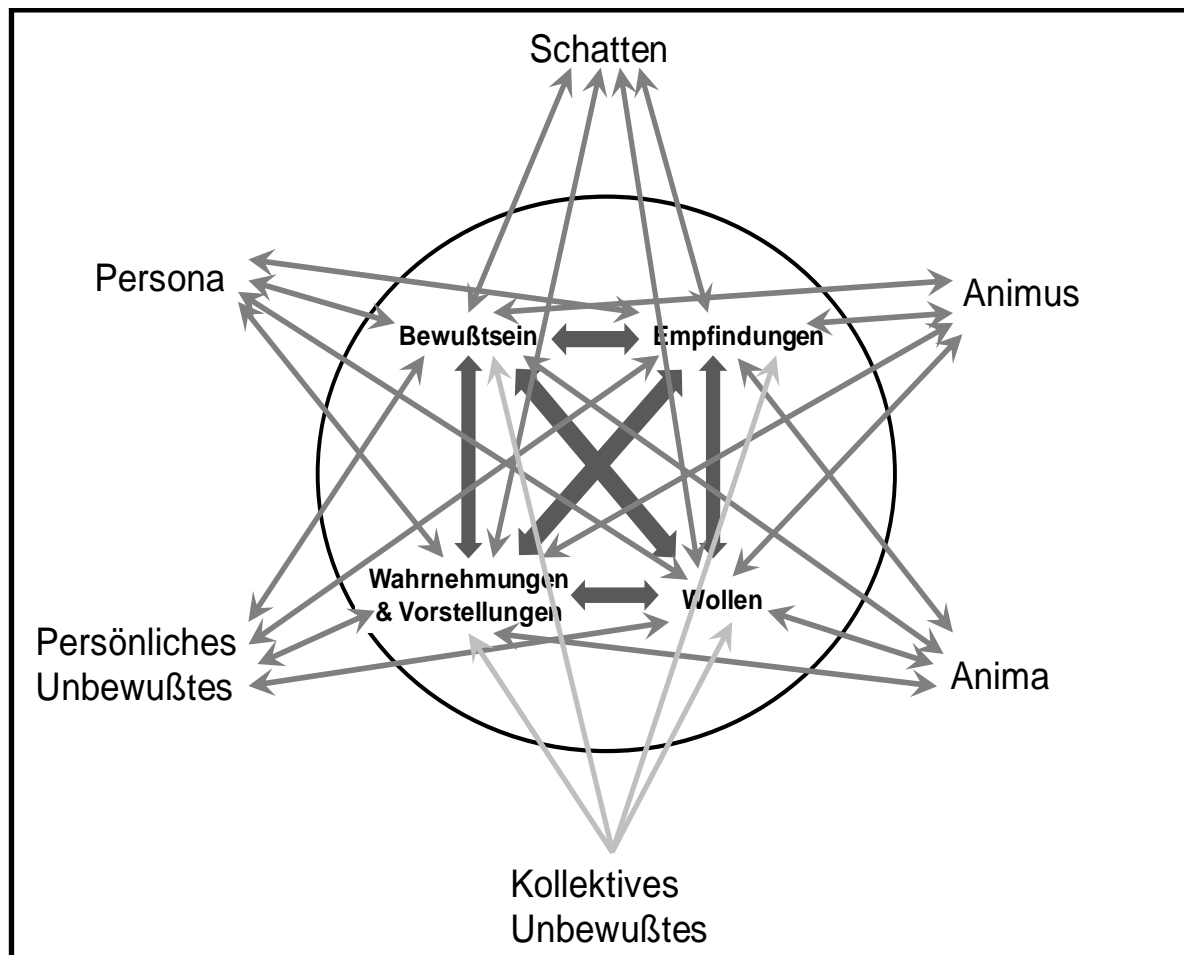 Schatten
Persona
Animus
Bewußtsein
Empfindungen
Wahrnehmungen
& Vorstellungen
Wollen
Persönliches
Unbewußtes
Anima
Kollektives
Unbewußtes